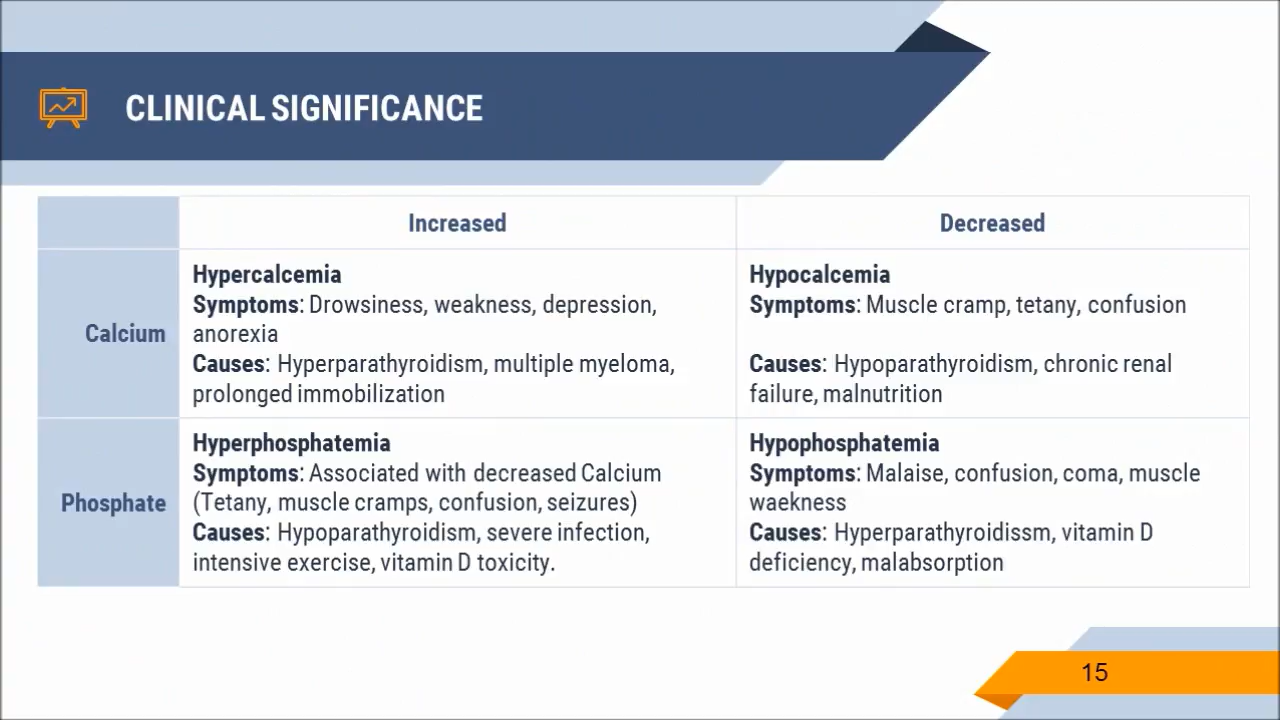 CLINICAL SIGNIFICANCE
Increased
Decreased
Calcium
Hypercalcemia
Symptoms: Drowsiness, weakness, depression,
anorexia
Causes: Hyperparathyroidism, multiple myeloma,
prolonged immobilization
Hypocalcemia
Symptoms: Muscle cramp, tetany, confusion
Causes: Hypoparathyroidism, chronic renal
failure, malnutrition
Phosphate
Hyperphosphatemia
Symptoms: Associated with decreased Calcium
(Tetany, muscle cramps, confusion, seizures)
Causes: Hypoparathyroidism, severe infection,
intensive exercise, vitamin D toxicity.
Hypophosphatemia
Symptoms: Malaise, confusion, coma, muscle
waekness
Causes: Hyperparathyroidissm, vitamin D
deficiency, malabsorption
15